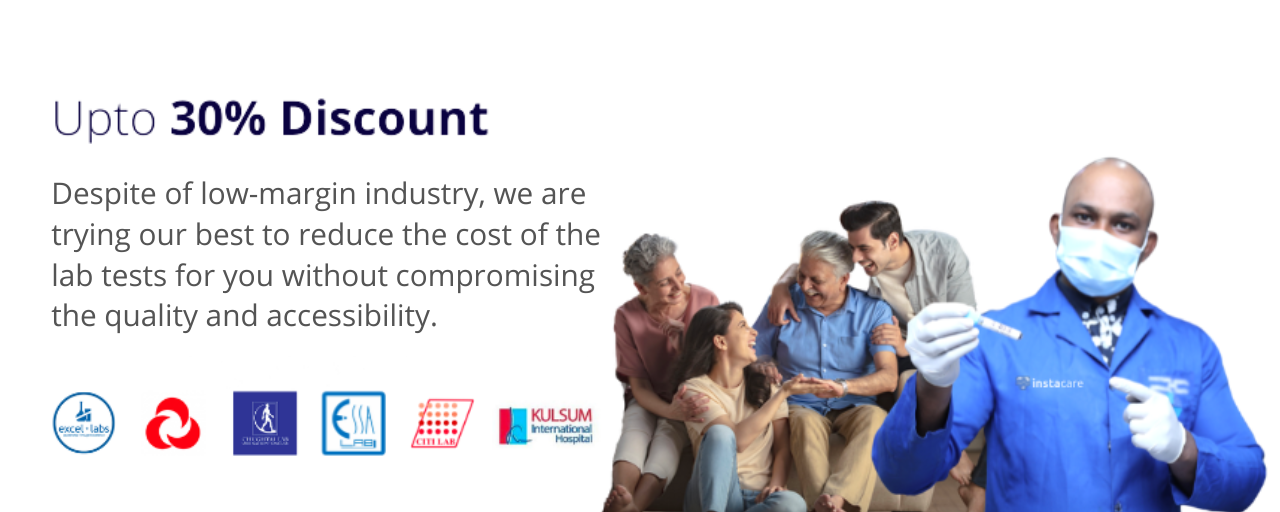 Upto 30% Discount
Despite of low-margin industry, we are
trying our best to reduce the cost of the
lab tests for you without compromising
the quality and accessibility.
excel-labs
ESSA
LAB
CITI LAB
KULSUM
International
Hospital
instacare